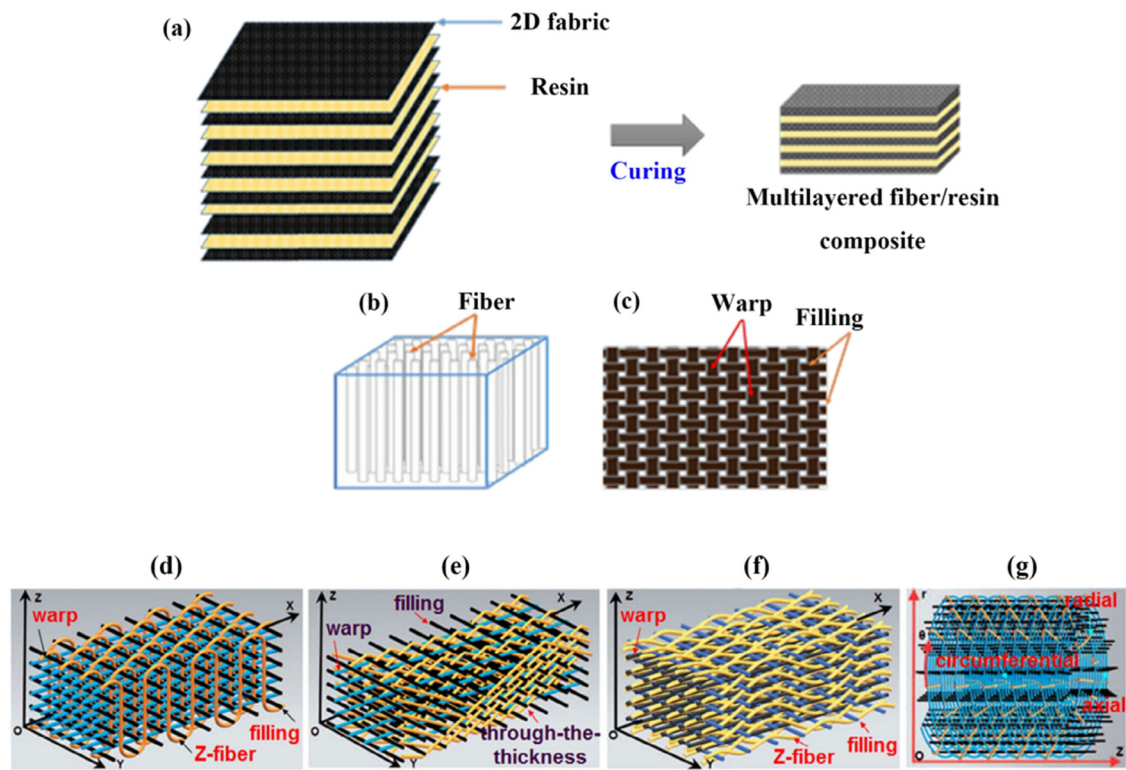 (a)
2D fabric
Resin
Curing
Multilayered fiber/resin
composite
(b)
Fiber
(c)
Warp
Filling
(d)
z
warp
X
O
Y
Z-fiber
filling
(e)
z
filling
warp
X
O
Y
through-the-
thickness
(f)
z
warp
X
O
Y
Z-fiber
filling
(g)
r
radial
θ
circumferential
axial
O
z